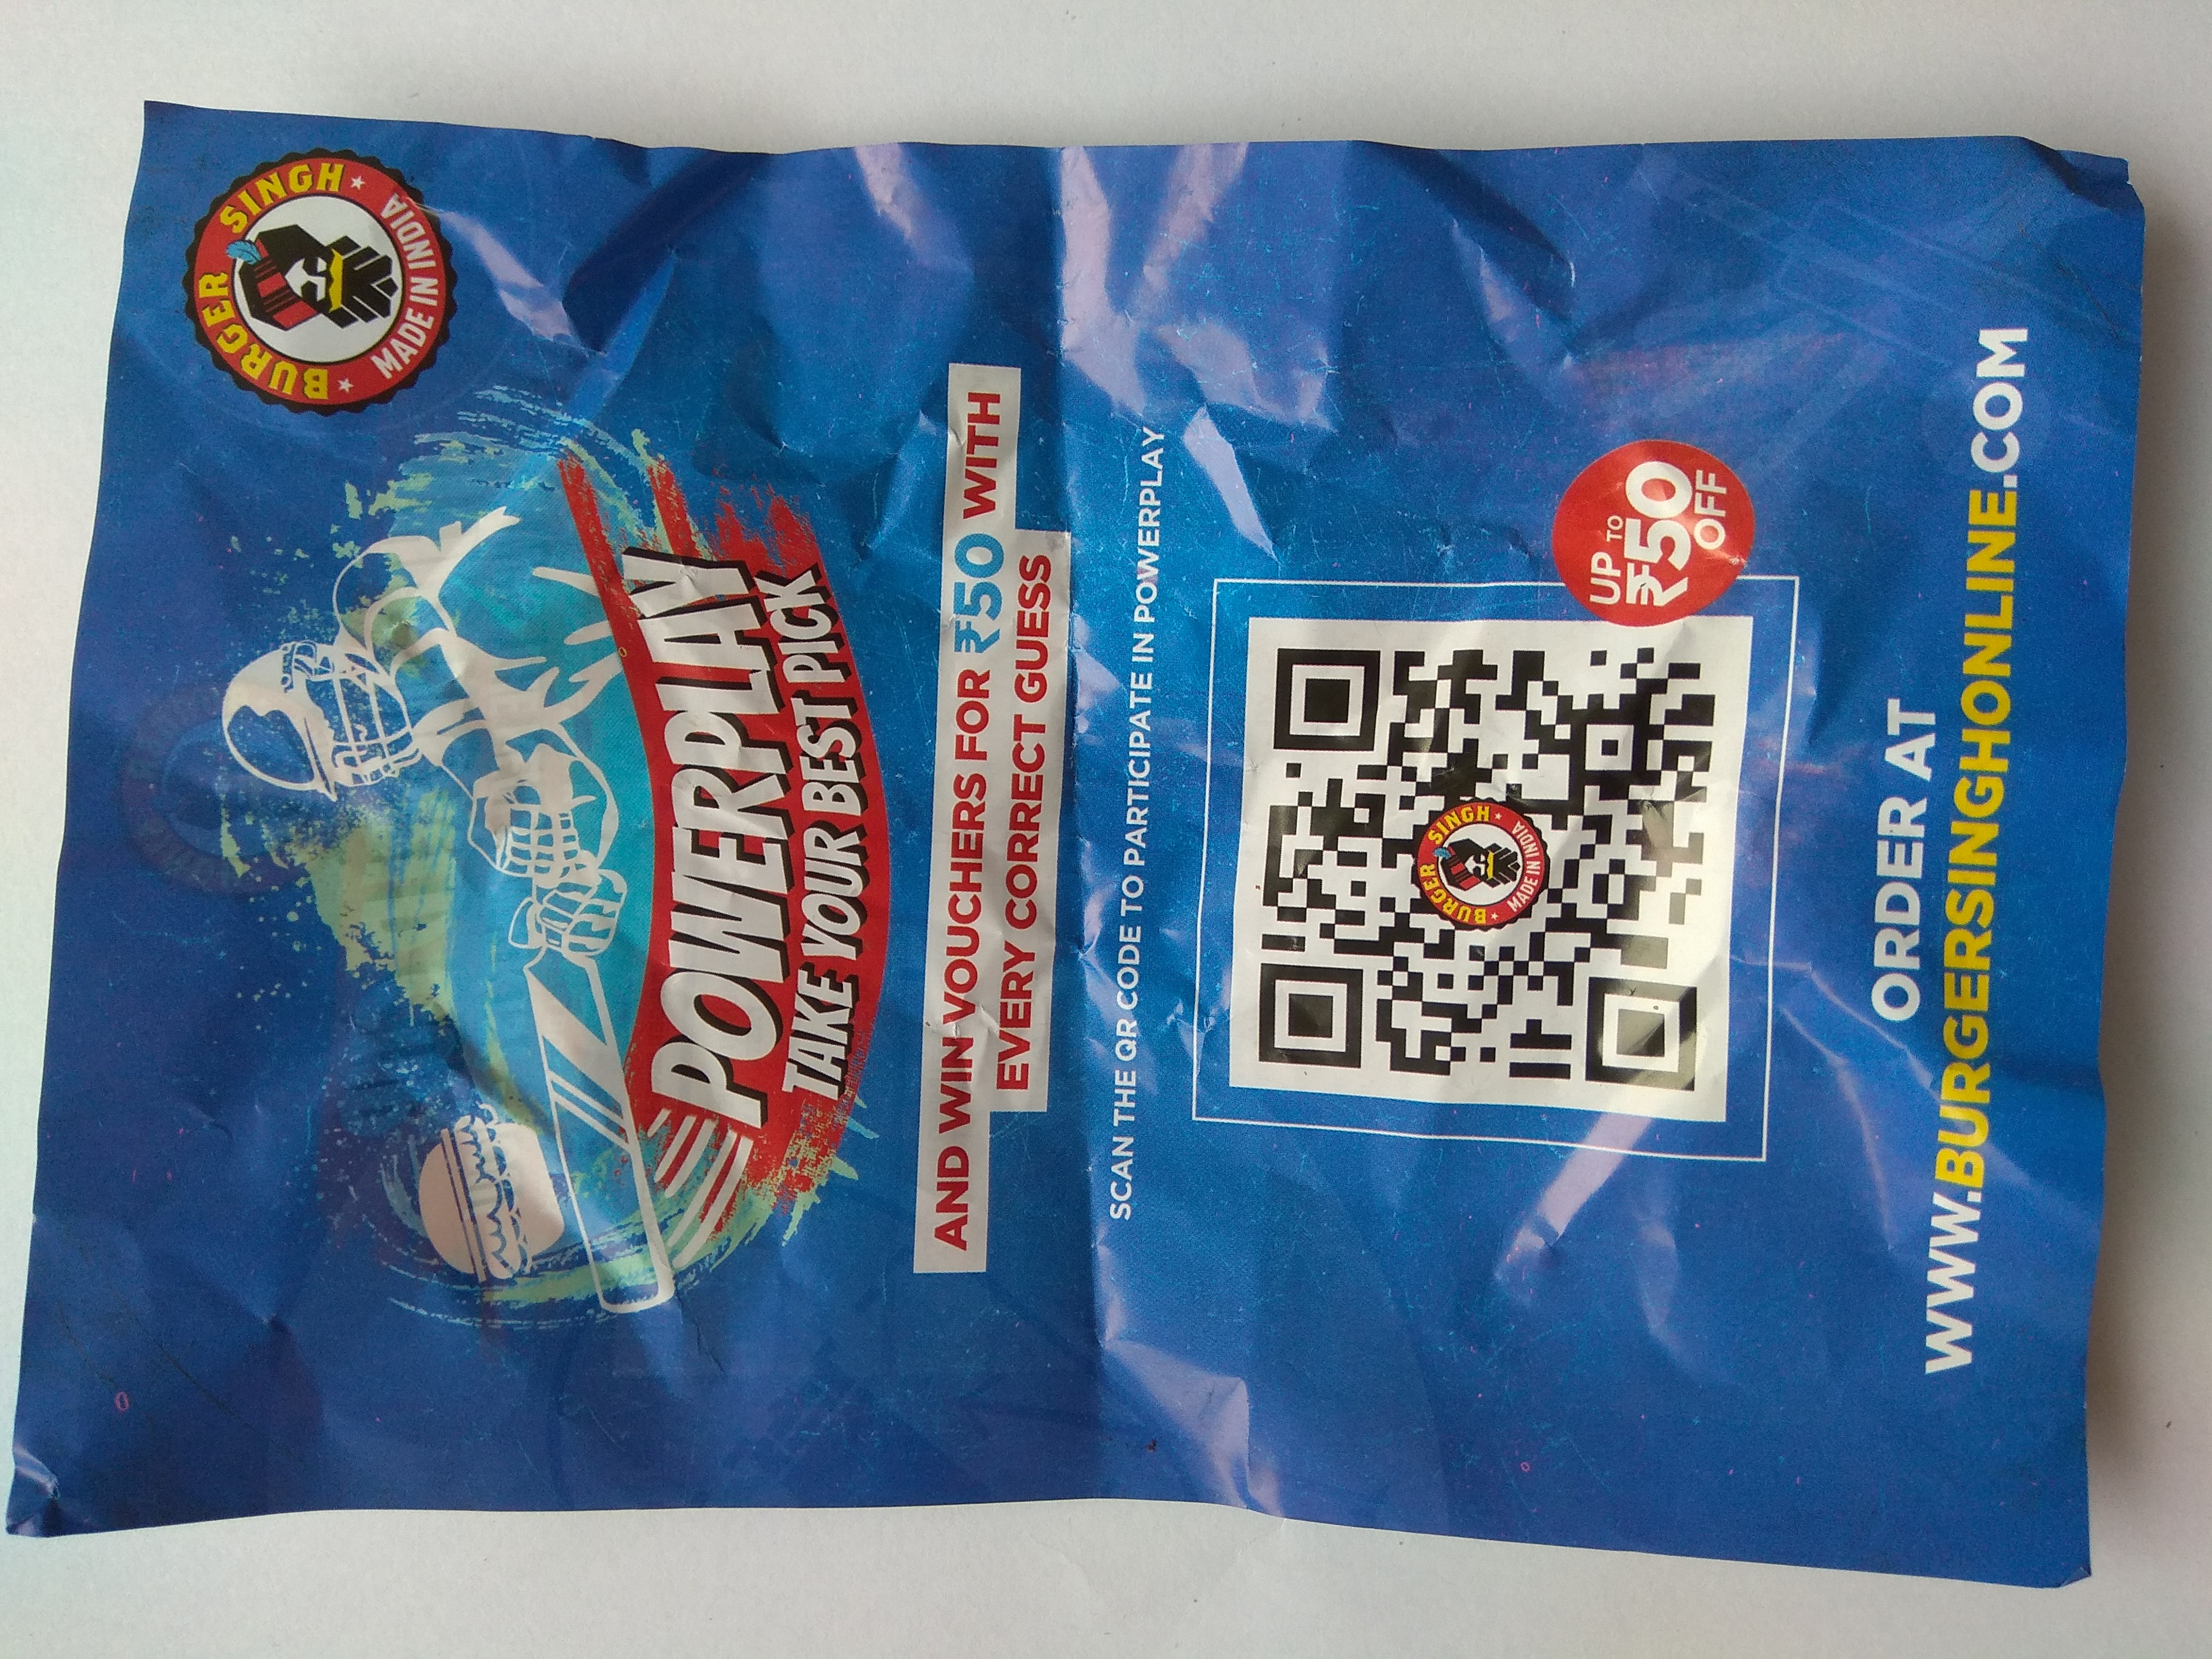 BURGER SINGH
MADE IN INDIA
POWERPLAY
TAKE YOUR BEST PICK
AND WIN VOUCHERS FOR ₹50 WITH
EVERY CORRECT GUESS
SCAN THE QR CODE TO PARTICIPATE IN POWERPLAY
UP TO
₹50
OFF
BURGER SINGH
MADE IN INDIA
ORDER AT
WWW.BURGERSINGHONLINE.COM